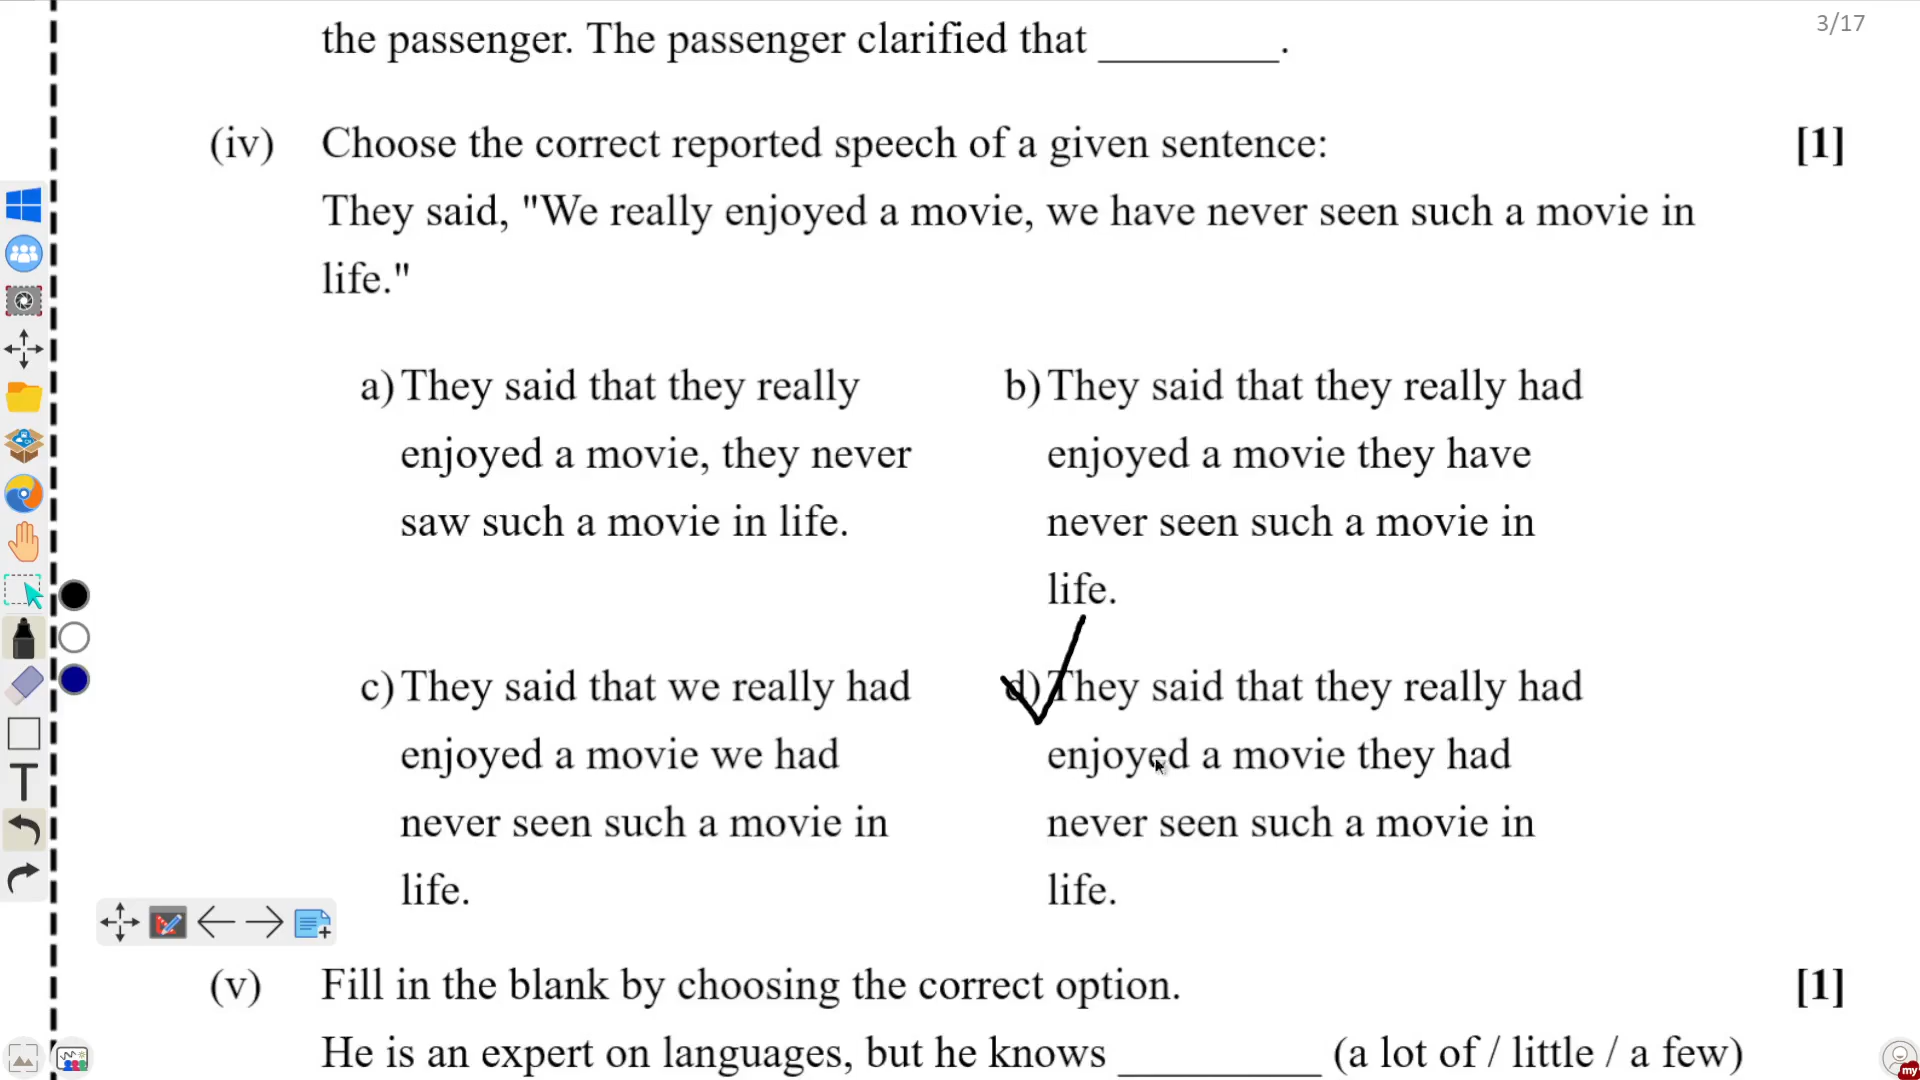 3/17
the passenger. The passenger clarified that _________.
(iv) Choose the correct reported speech of a given sentence: [1]
They said, "We really enjoyed a movie, we have never seen such a movie in
life."
a) They said that they really
enjoyed a movie, they never
saw such a movie in life.
b) They said that they really had
enjoyed a movie they have
never seen such a movie in
life.
c) They said that we really had
enjoyed a movie we had
never seen such a movie in
life.
d) They said that they really had
enjoyed a movie they had
never seen such a movie in
life.
(v) Fill in the blank by choosing the correct option. [1]
He is an expert on languages, but he knows __________ (a lot of / little / a few)
T
my